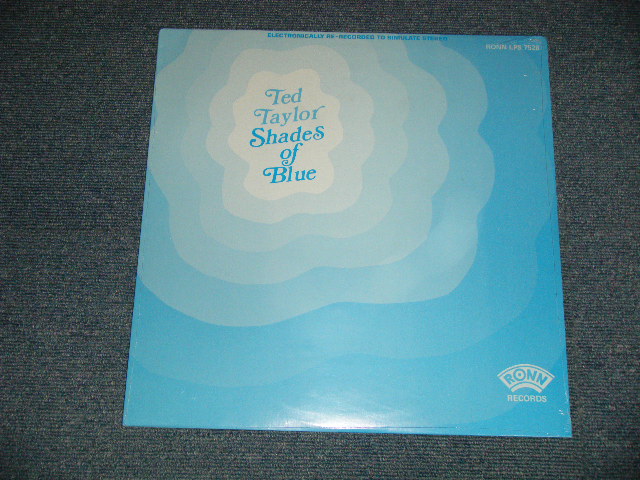 ELECTRONICALLY RE-RECORDED TO SIMULATE STEREO
RONN LPS 7528
Ted
Taylor
Shades
of
Blue
RONN
RECORDS